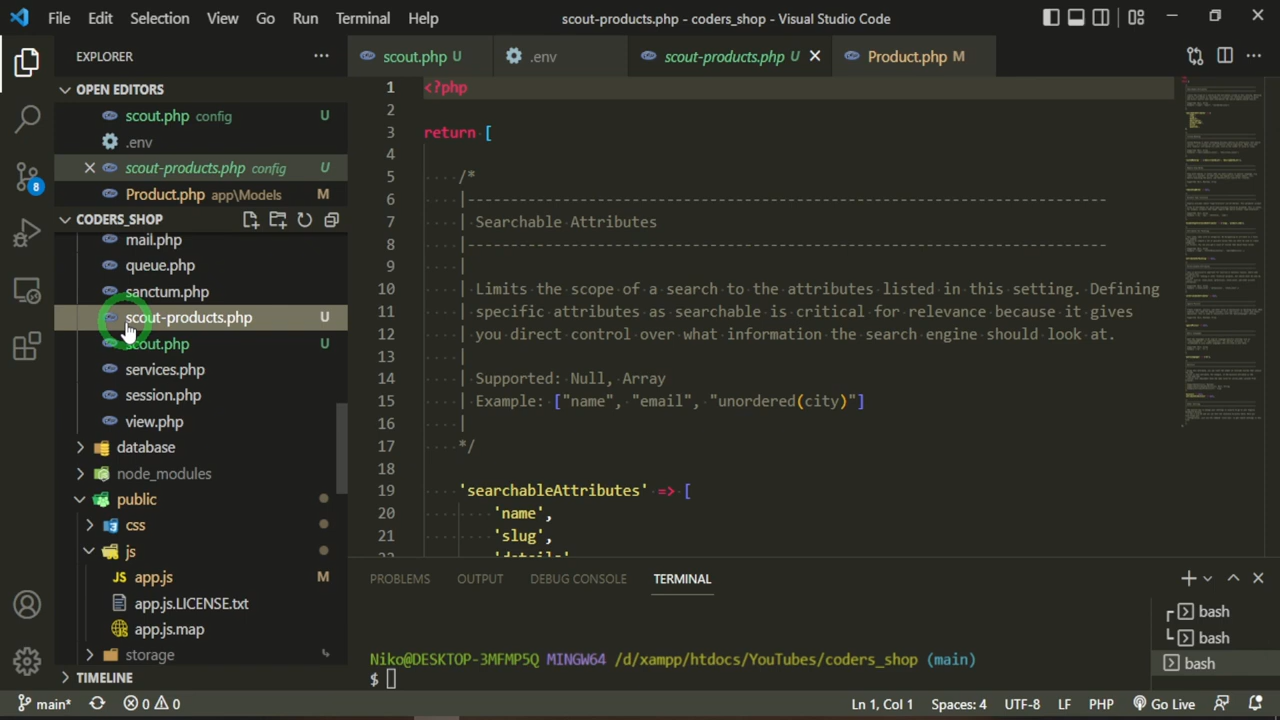 File Edit Selection View Go Run Terminal Help scout-products.php - coders_shop - Visual Studio Code
EXPLORER ...
scout.php U .env scout-products.php U Product.php M ...
OPEN EDITORS
scout.php config U
.env
scout-products.php config U
Product.php app\Models M
CODERS_SHOP
mail.php
queue.php
sanctum.php
scout-products.php U
scout.php U
services.php
session.php
view.php
database
node_modules
public
css
js
JS app.js M
app.js.LICENSE.txt
app.js.map
storage
TIMELINE
8
1 <?php
2
3 return [
4
5 /*
6 |--------------------------------------------------------------------------
7 | Searchable Attributes
8 |--------------------------------------------------------------------------
9 |
10 | Limit the scope of a search to the attributes listed in this setting. Defining
11 | specific attributes as searchable is critical for relevance because it gives
12 | you direct control over what information the search engine should look at.
13 |
14 | Supported: Null, Array
15 | Example: ["name", "email", "unordered(city)"]
16 |
17 */
18
19 'searchableAttributes' => [
20 'name',
21 'slug',
22 'details',
PROBLEMS OUTPUT DEBUG CONSOLE TERMINAL
Niko@DESKTOP-3MFMP5Q MINGW64 /d/xampp/htdocs/YouTubes/coders_shop (main)
$
bash
bash
bash
main* 0 0 Ln 1, Col 1 Spaces: 4 UTF-8 LF PHP Go Live